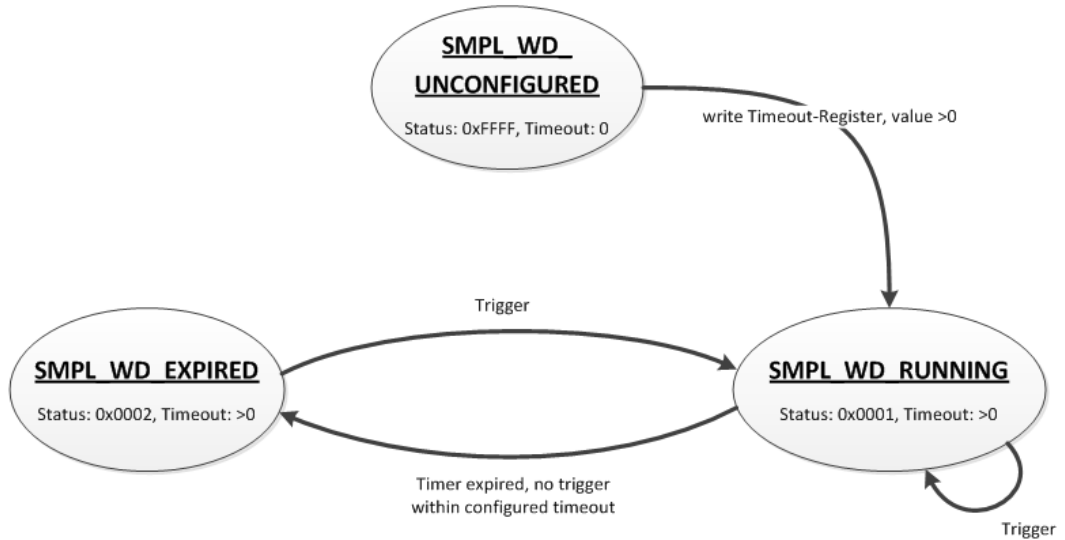 SMPL_WD_
UNCONFIGURED
Status: 0xFFFF, Timeout: 0
write Timeout-Register, value >0
Trigger
SMPL_WD_EXPIRED
Status: 0x0002, Timeout: >0
SMPL_WD_RUNNING
Status: 0x0001, Timeout: >0
Timer expired, no trigger
within configured timeout
Trigger